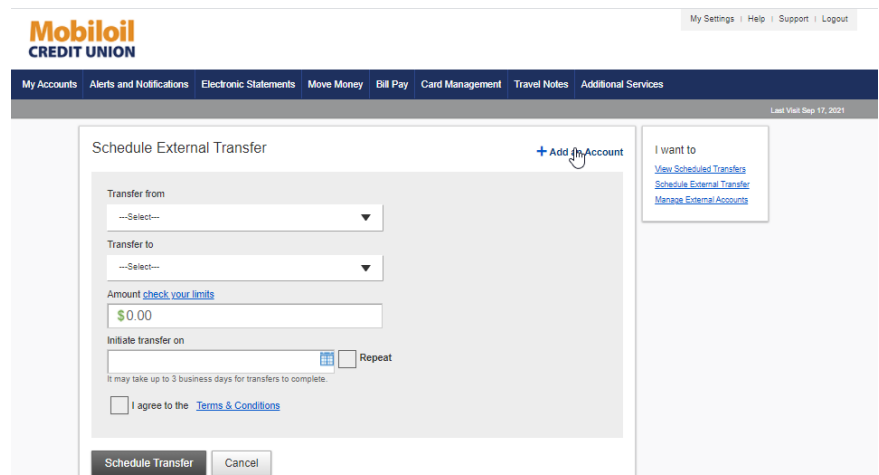 My Settings | Help | Support | Logout
Mobiloil
CREDIT UNION
My Accounts Alerts and Notifications Electronic Statements Move Money Bill Pay Card Management Travel Notes Additional Services
Last Visit Sep 17, 2021
Schedule External Transfer
+ Add an Account
Transfer from
---Select---
Transfer to
---Select---
Amount check your limits
$0.00
Initiate transfer on
Repeat
It may take up to 3 business days for transfers to complete.
I agree to the Terms & Conditions
Schedule Transfer Cancel
I want to
View Scheduled Transfers
Schedule External Transfer
Manage External Accounts